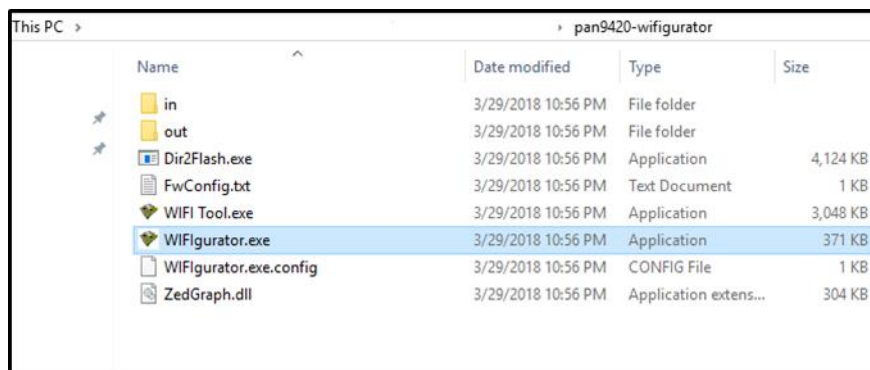 This PC > > pan9420-wifigurator
Name Date modified Type Size
in 3/29/2018 10:56 PM File folder
out 3/29/2018 10:56 PM File folder
Dir2Flash.exe 3/29/2018 10:56 PM Application 4,124 KB
FwConfig.txt 3/29/2018 10:56 PM Text Document 1 KB
WIFI Tool.exe 3/29/2018 10:56 PM Application 3,048 KB
WIFIgurator.exe 3/29/2018 10:56 PM Application 371 KB
WIFIgurator.exe.config 3/29/2018 10:56 PM CONFIG File 1 KB
ZedGraph.dll 3/29/2018 10:56 PM Application extens... 304 KB